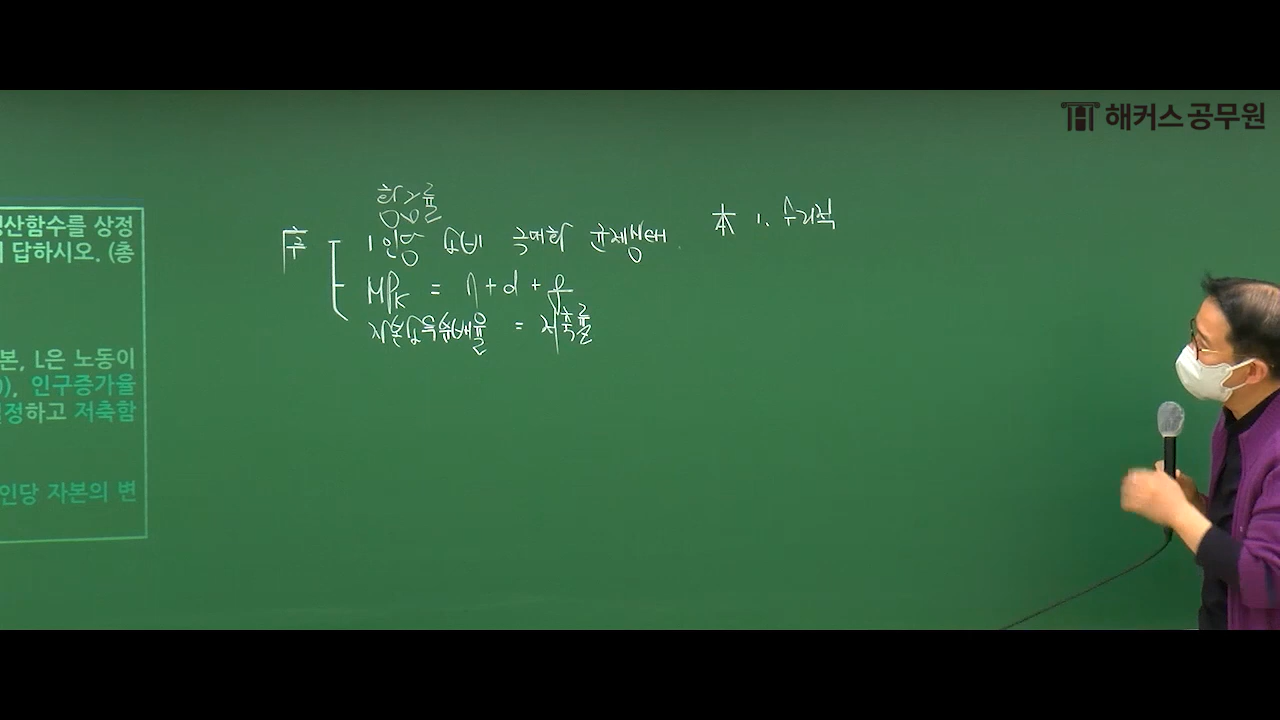 해커스공무원
산함수를 상정
답하시오. (총
본, L은 노동이
), 인구증가율
정하고 저축함
인당 자본의 변
황금률
1인당 소비 극대화 균제상태.
MPK = n + d + g
자본소득분배율 = 저축률
本 1. 수리적